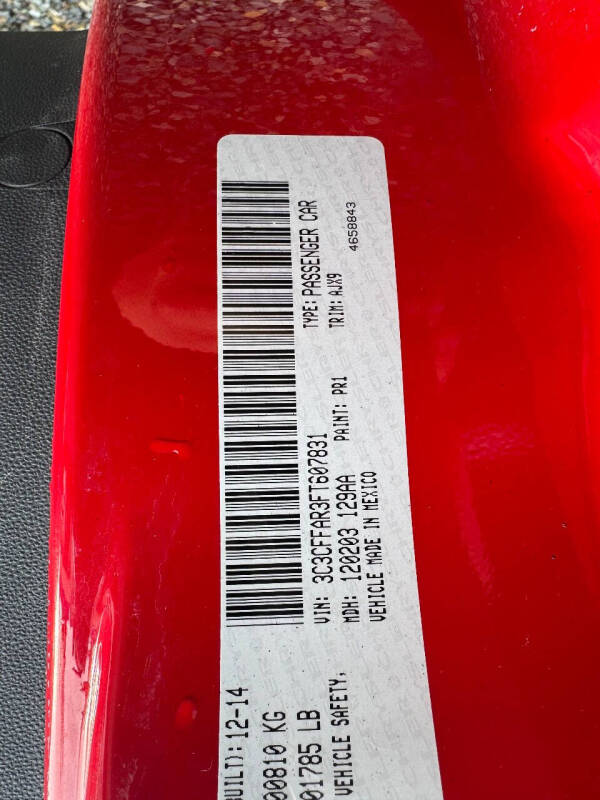 BUILT): 12-14
00810 KG
01785 LB
VEHICLE SAFETY,
VIN: 3C3CFFAR3FT607831
TYPE: PASSENGER CAR
MDH: 120203 129AA
PAINT: PR1
TRIM: AJX9
VEHICLE MADE IN MEXICO
4658843